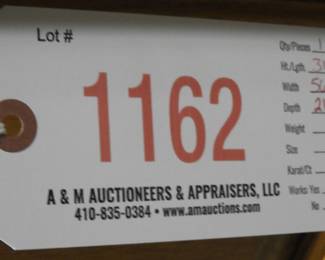 Lot #
1162
A & M AUCTIONEERS & APPRAISERS, LLC
410-835-0384 • www.amauctions.com
Qty/Pieces 1
Ht./Lgth
Width
Depth
Weight
Size
Karat/Ct
Works: Yes
No